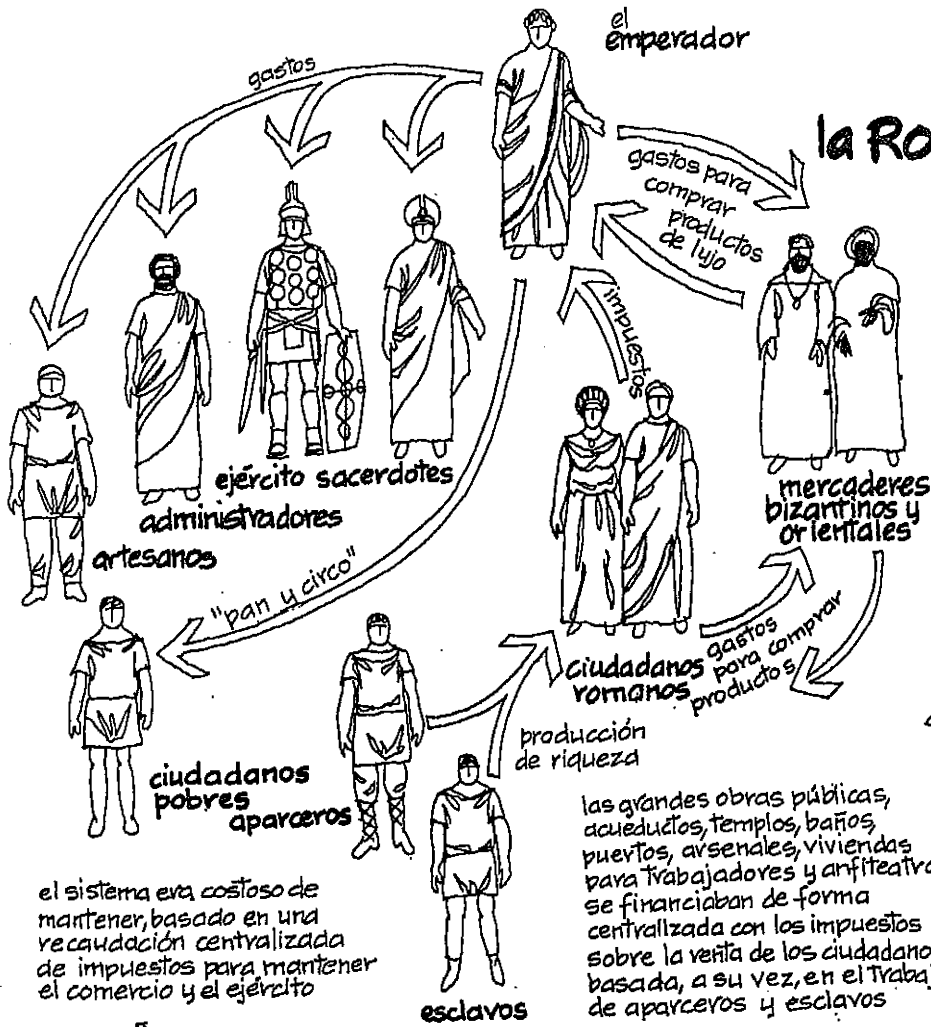 el
emperador
gastos
la RO
gastos para
comprar
productos
de lujo
impuestos
ejército sacerdotes
administradores
artesanos
mercaderes
bizantinos y
orientales
"pan y circo"
ciudadanos
romanos
gastos
para comprar
productos
producción
de riqueza
ciudadanos
pobres
aparceros
esclavos
el sistema era costoso de
mantener, basado en una
recaudación centralizada
de impuestos para mantener
el comercio y el ejército
las grandes obras públicas,
acueductos, templos, baños,
puertos, arsenales, viviendas
para trabajadores y anfiteatro
se financiaban de forma
centralizada con los impuestos
sobre la renta de los ciudadano
basada, a su vez, en el trabaj
de aparceros y esclavos